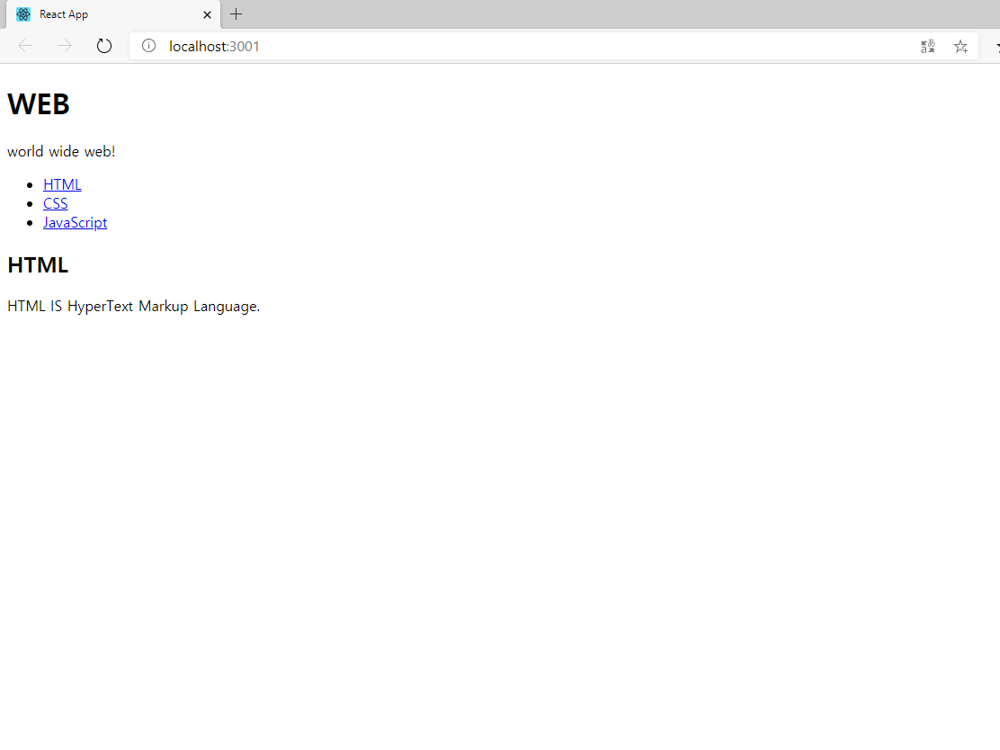 React App
localhost:3001
WEB
world wide web!
HTML
CSS
JavaScript
HTML
HTML IS HyperText Markup Language.